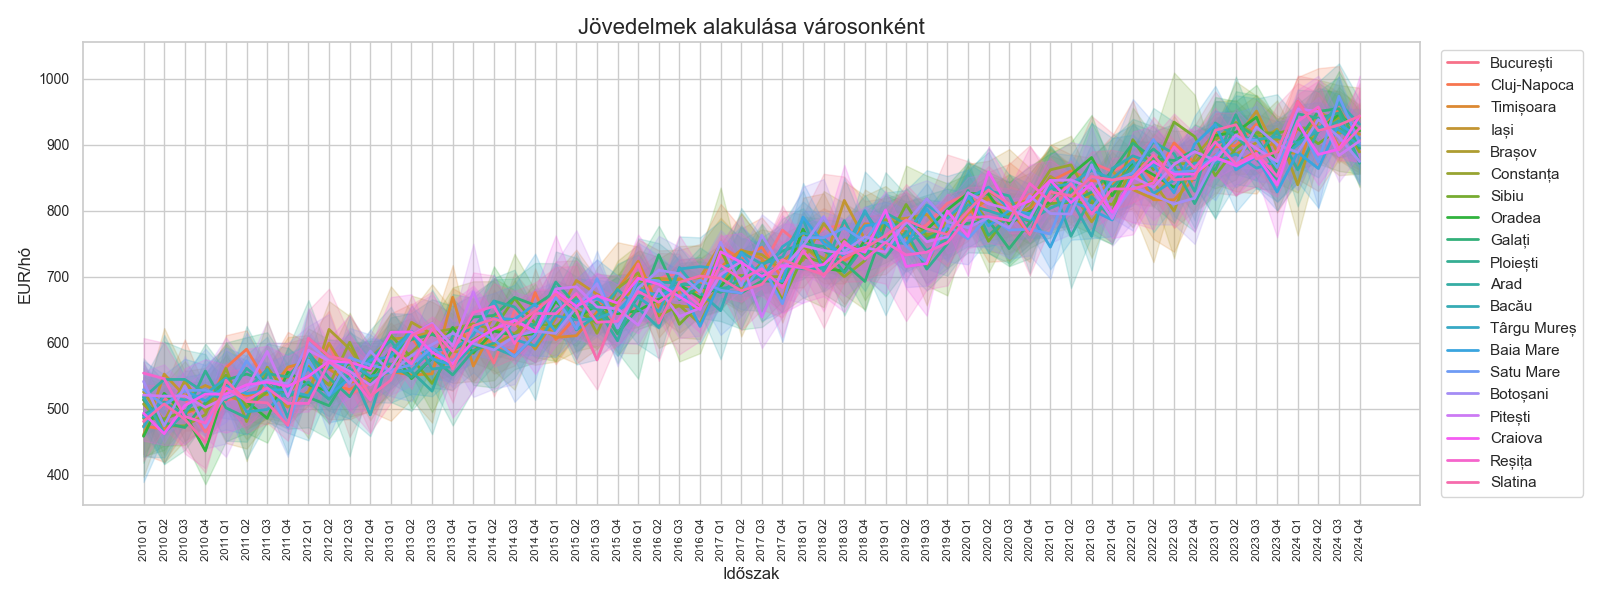 Jövedelmek alakulása városonként
EUR/hó
1000
900
800
700
600
500
400
2010 Q1
2010 Q2
2010 Q3
2010 Q4
2011 Q1
2011 Q2
2011 Q3
2011 Q4
2012 Q1
2012 Q2
2012 Q3
2012 Q4
2013 Q1
2013 Q2
2013 Q3
2013 Q4
2014 Q1
2014 Q2
2014 Q3
2014 Q4
2015 Q1
2015 Q2
2015 Q3
2015 Q4
2016 Q1
2016 Q2
2016 Q3
2016 Q4
2017 Q1
2017 Q2
2017 Q3
2017 Q4
2018 Q1
2018 Q2
2018 Q3
2018 Q4
2019 Q1
2019 Q2
2019 Q3
2019 Q4
2020 Q1
2020 Q2
2020 Q3
2020 Q4
2021 Q1
2021 Q2
2021 Q3
2021 Q4
2022 Q1
2022 Q2
2022 Q3
2022 Q4
2023 Q1
2023 Q2
2023 Q3
2023 Q4
2024 Q1
2024 Q2
2024 Q3
2024 Q4
Időszak
București
Cluj-Napoca
Timișoara
Iași
Brașov
Constanța
Sibiu
Oradea
Galați
Ploiești
Arad
Bacău
Târgu Mureș
Baia Mare
Satu Mare
Botoșani
Pitești
Craiova
Reșița
Slatina